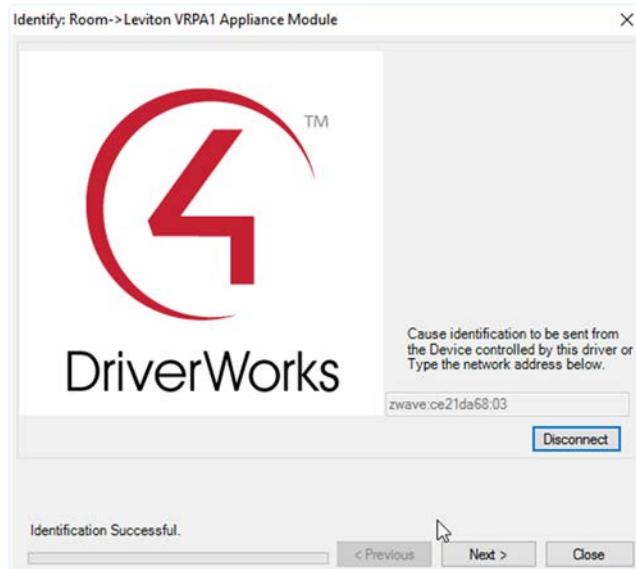 Identify: Room->Leviton VRPA1 Appliance Module
TM
4
DriverWorks
Cause identification to be sent from
the Device controlled by this driver or
Type the network address below.
zwave:ce21da68:03
Disconnect
Identification Successful.
< Previous
Next >
Close